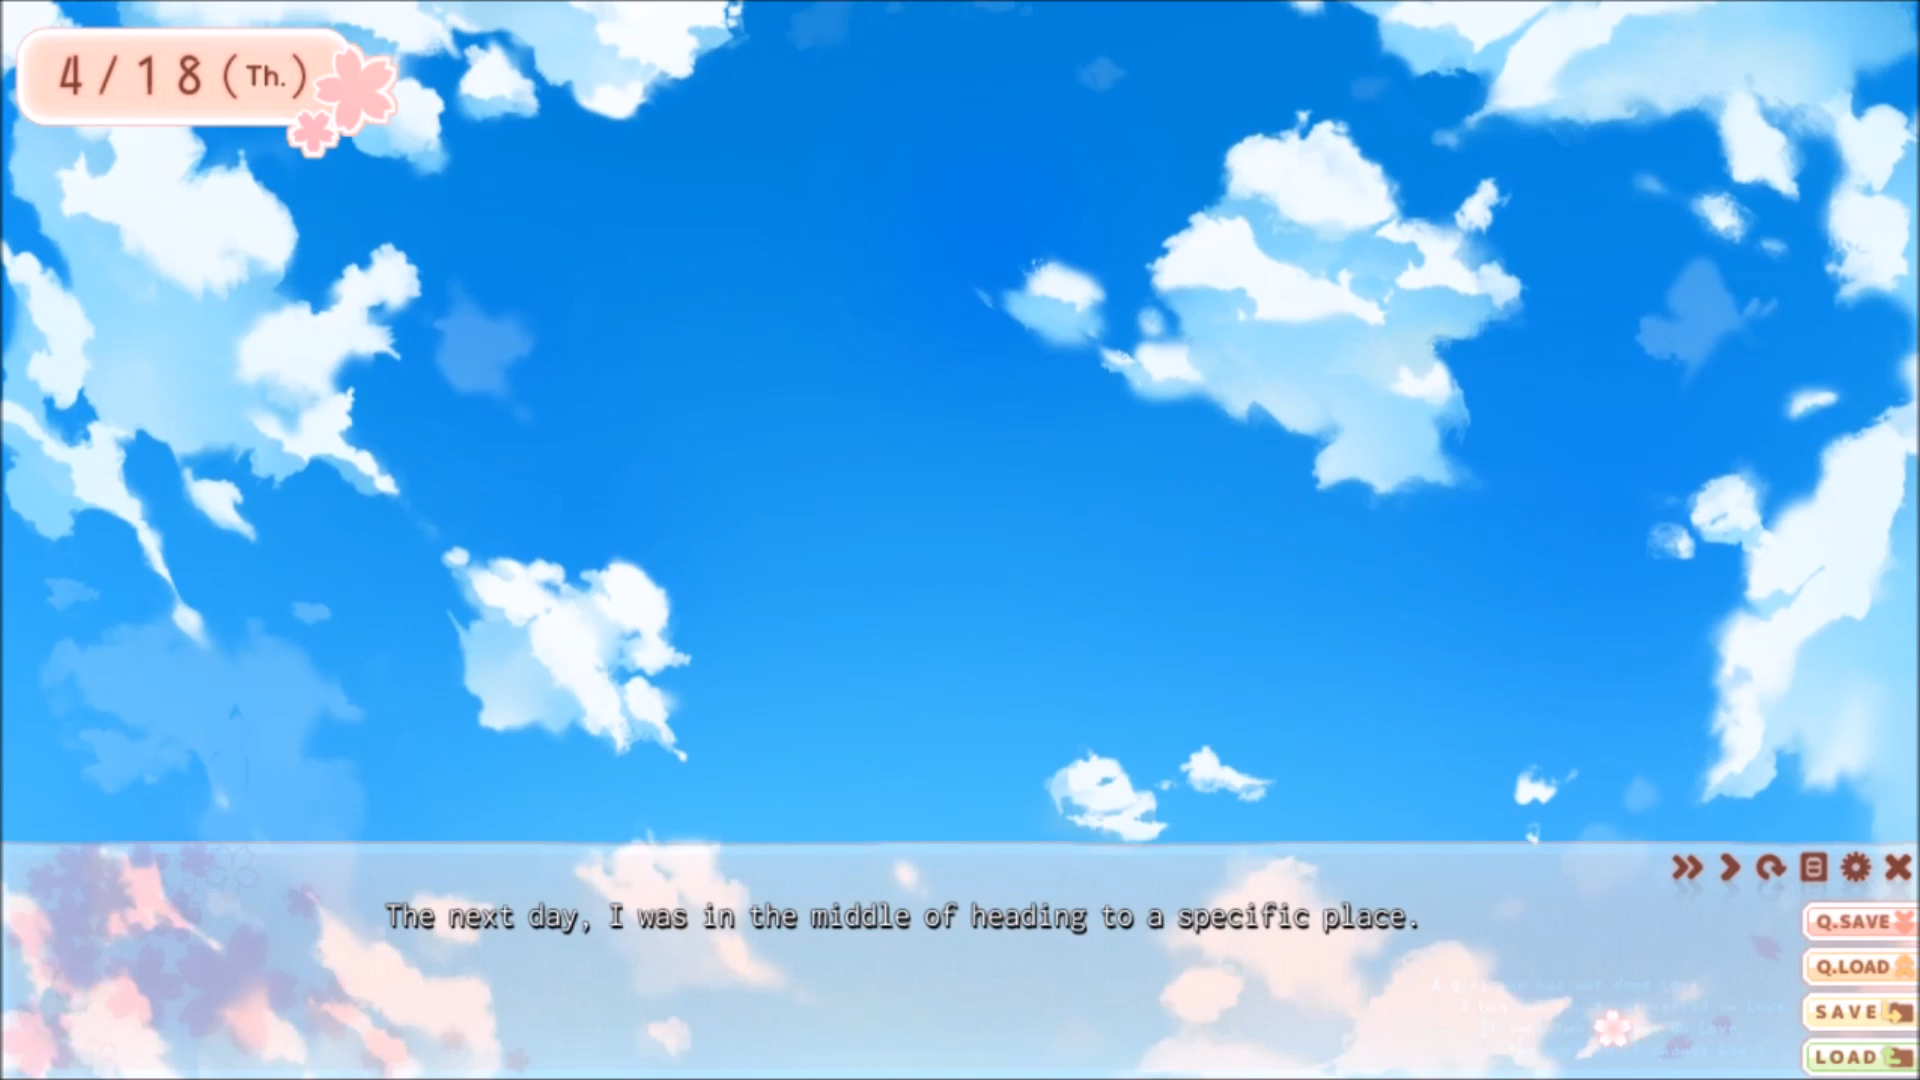 4/18(Th.)
The next day, I was in the middle of heading to a specific place.
Q.SAVE
Q.LOAD
SAVE
LOAD